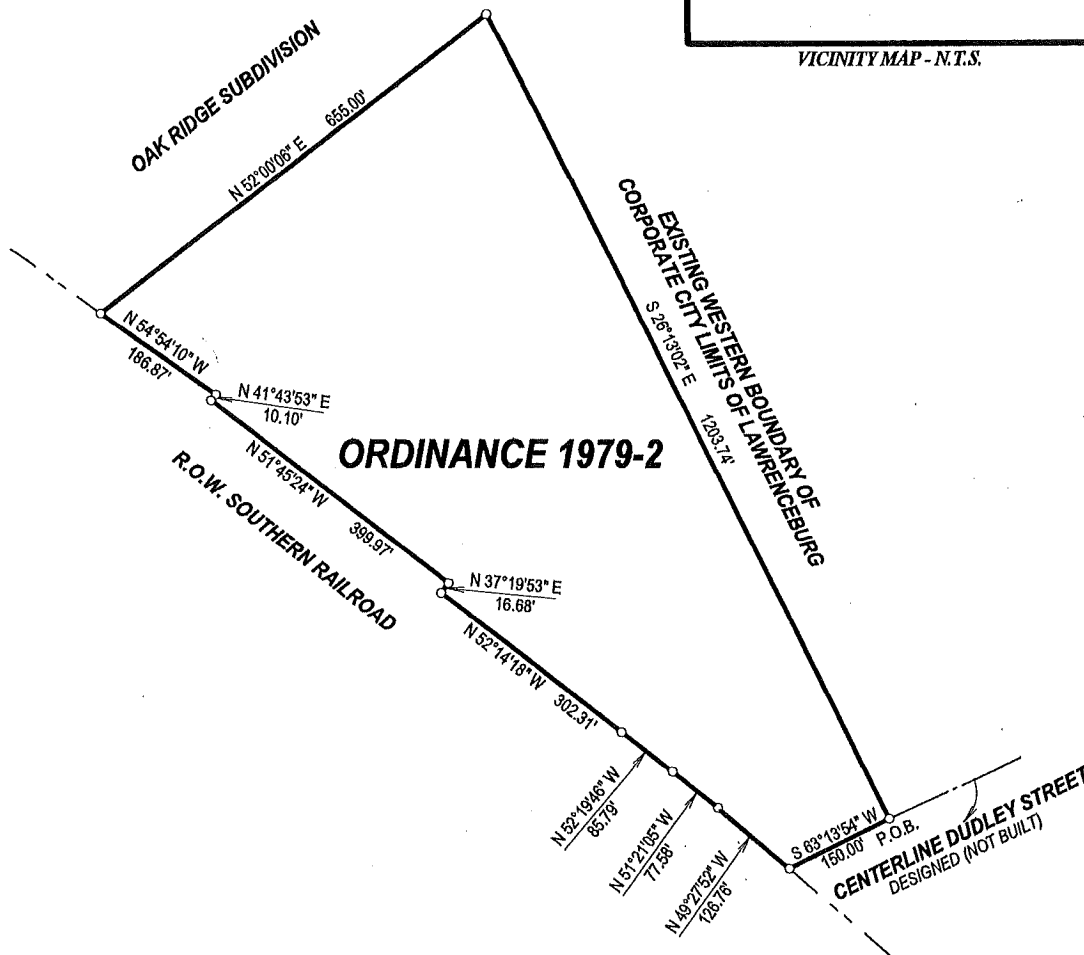 VICINITY MAP - N.T.S.
OAK RIDGE SUBDIVISION
N 52°00'06" E 655.00'
EXISTING WESTERN BOUNDARY OF
CORPORATE CITY LIMITS OF LAWRENCEBURG
S 26°13'02" E 1203.74'
N 54°54'10" W
186.87'
N 41°43'53" E
10.10'
ORDINANCE 1979-2
N 51°45'24" W 399.97'
R.O.W. SOUTHERN RAILROAD
N 37°19'53" E
16.68'
N 52°14'18" W 302.31'
N 52°19'46" W
85.79'
N 51°21'05" W
77.58'
N 49°27'52" W
126.76'
S 63°13'54" W
150.00'
P.O.B.
CENTERLINE DUDLEY STREET
DESIGNED (NOT BUILT)